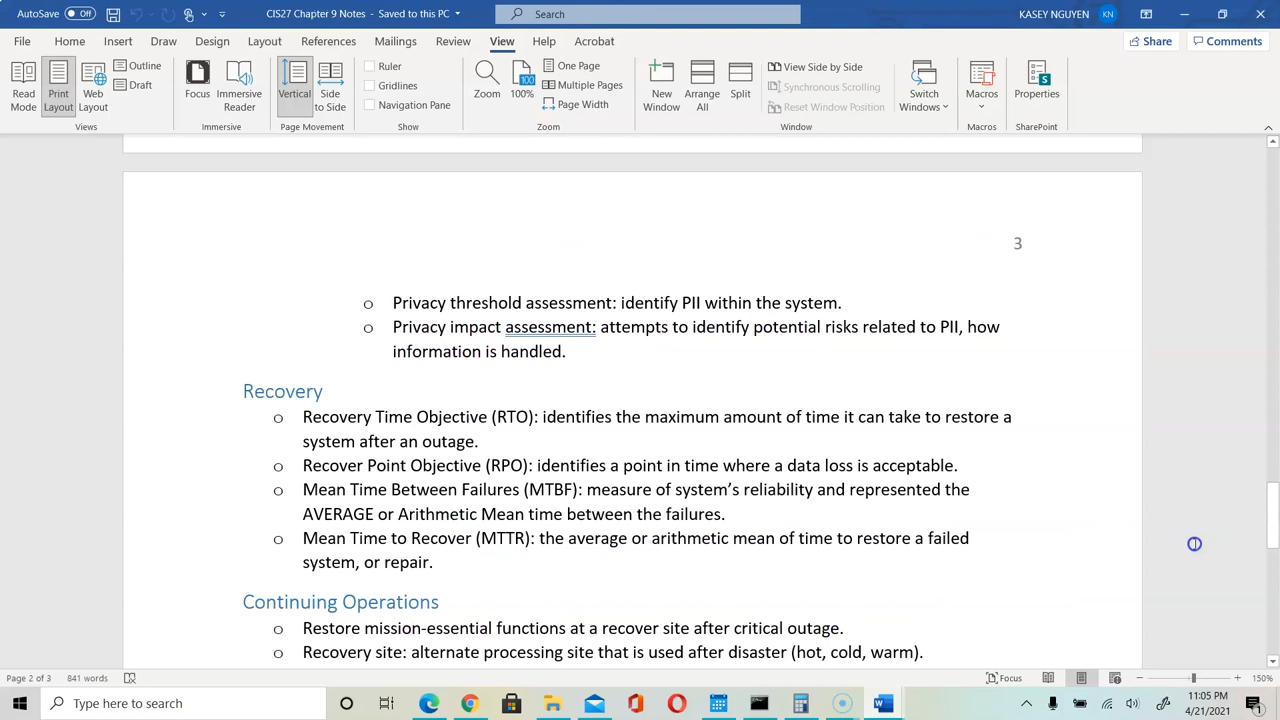 AutoSave Off CIS27 Chapter 9 Notes - Saved to this PC Search KASEY NGUYEN KN
File Home Insert Draw Design Layout References Mailings Review View Help Acrobat Share Comments
Read Mode
Print Layout
Web Layout
Outline
Draft
Views
Focus
Immersive Reader
Immersive
Vertical
Side to Side
Page Movement
Ruler
Gridlines
Navigation Pane
Show
Zoom
100
100%
One Page
Multiple Pages
Page Width
Zoom
New Window
Arrange All
Split
View Side by Side
Synchronous Scrolling
Reset Window Position
Window
Switch Windows
Macros
Macros
Properties
SharePoint
3
o Privacy threshold assessment: identify PII within the system.
o Privacy impact assessment: attempts to identify potential risks related to PII, how
information is handled.
Recovery
o Recovery Time Objective (RTO): identifies the maximum amount of time it can take to restore a
system after an outage.
o Recover Point Objective (RPO): identifies a point in time where a data loss is acceptable.
o Mean Time Between Failures (MTBF): measure of system's reliability and represented the
AVERAGE or Arithmetic Mean time between the failures.
o Mean Time to Recover (MTTR): the average or arithmetic mean of time to restore a failed
system, or repair.
Continuing Operations
o Restore mission-essential functions at a recover site after critical outage.
o Recovery site: alternate processing site that is used after disaster (hot, cold, warm).
Page 2 of 3 841 words Focus 150%
Type here to search 11:05 PM
4/21/2021